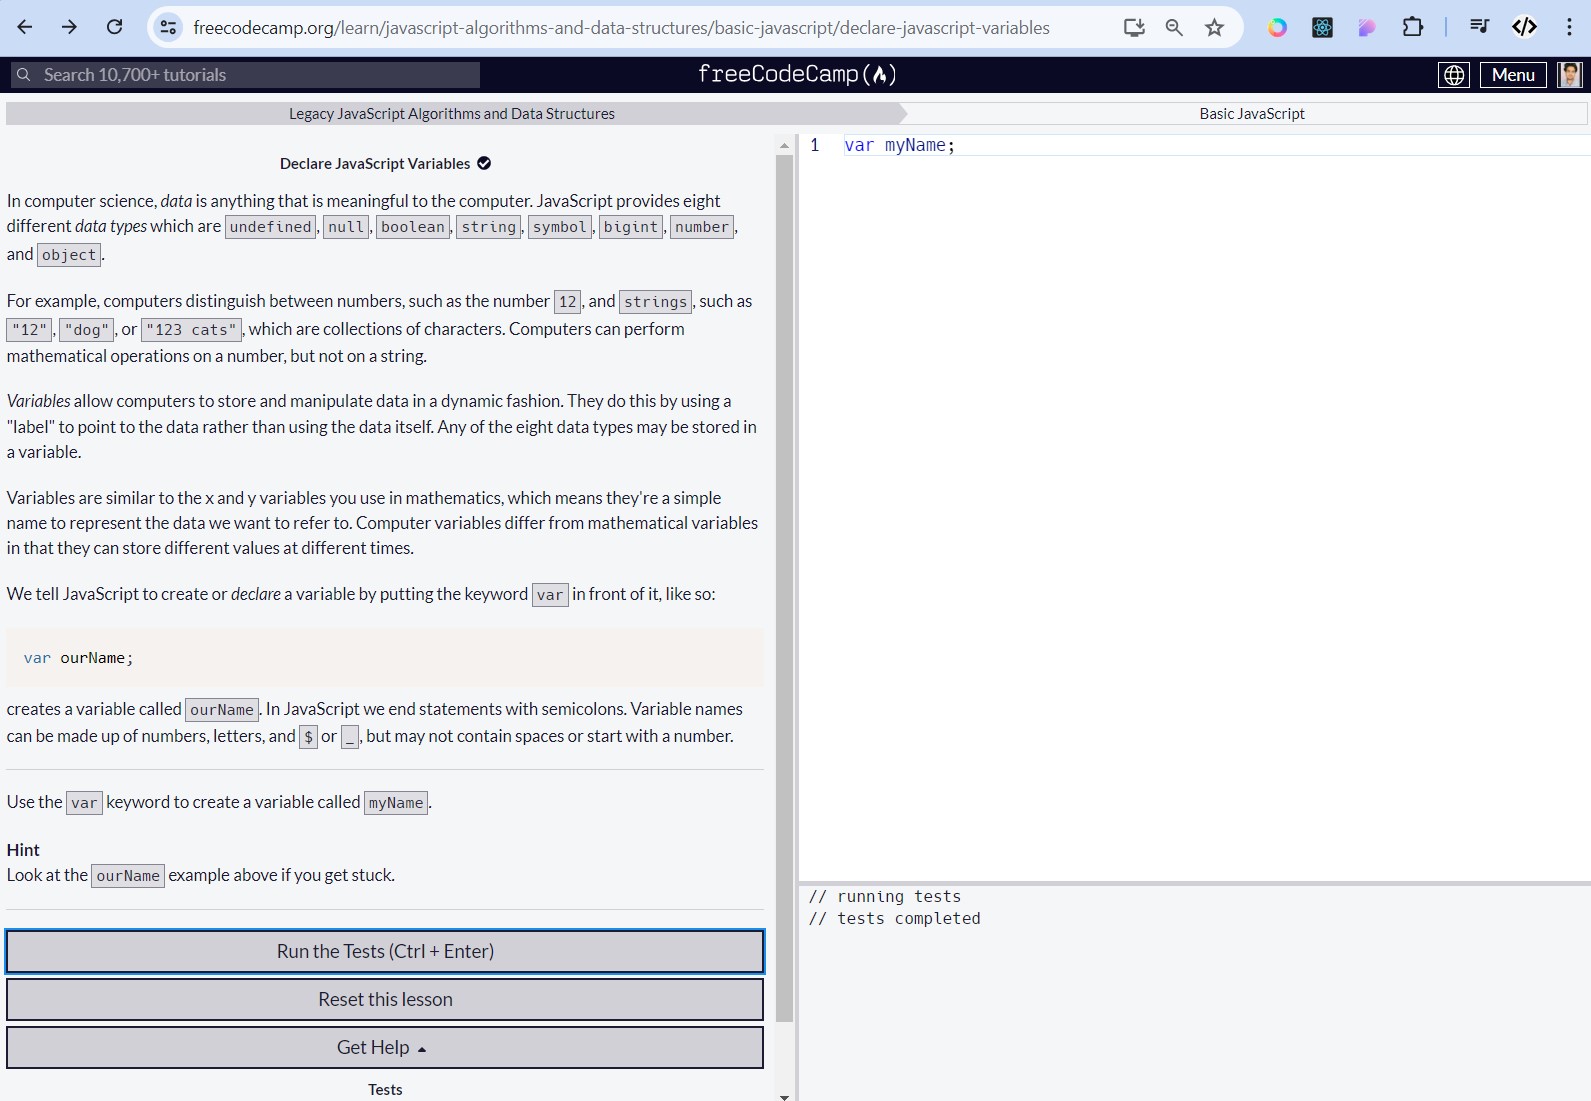 freecodecamp.org/learn/javascript-algorithms-and-data-structures/basic-javascript/declare-javascript-variables
Search 10,700+ tutorials
freeCodeCamp
Menu
Legacy JavaScript Algorithms and Data Structures
Basic JavaScript
Declare JavaScript Variables
In computer science, data is anything that is meaningful to the computer. JavaScript provides eight
different data types which are undefined, null, boolean, string, symbol, bigint, number,
and object.
For example, computers distinguish between numbers, such as the number 12, and strings, such as
"12", "dog", or "123 cats", which are collections of characters. Computers can perform
mathematical operations on a number, but not on a string.
Variables allow computers to store and manipulate data in a dynamic fashion. They do this by using a
"label" to point to the data rather than using the data itself. Any of the eight data types may be stored in
a variable.
Variables are similar to the x and y variables you use in mathematics, which means they're a simple
name to represent the data we want to refer to. Computer variables differ from mathematical variables
in that they can store different values at different times.
We tell JavaScript to create or declare a variable by putting the keyword var in front of it, like so:
var ourName;
creates a variable called ourName. In JavaScript we end statements with semicolons. Variable names
can be made up of numbers, letters, and $ or _, but may not contain spaces or start with a number.
Use the var keyword to create a variable called myName.
Hint
Look at the ourName example above if you get stuck.
Run the Tests (Ctrl + Enter)
Reset this lesson
Get Help
Tests
1 var myName;
// running tests
// tests completed